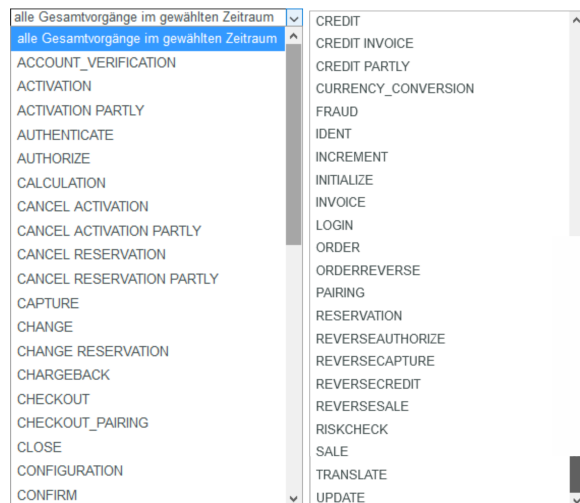 alle Gesamtvorgänge im gewählten Zeitraum
alle Gesamtvorgänge im gewählten Zeitraum
ACCOUNT_VERIFICATION
ACTIVATION
ACTIVATION PARTLY
AUTHENTICATE
AUTHORIZE
CALCULATION
CANCEL ACTIVATION
CANCEL ACTIVATION PARTLY
CANCEL RESERVATION
CANCEL RESERVATION PARTLY
CAPTURE
CHANGE
CHANGE RESERVATION
CHARGEBACK
CHECKOUT
CHECKOUT_PAIRING
CLOSE
CONFIGURATION
CONFIRM
CREDIT
CREDIT INVOICE
CREDIT PARTLY
CURRENCY_CONVERSION
FRAUD
IDENT
INCREMENT
INITIALIZE
INVOICE
LOGIN
ORDER
ORDERREVERSE
PAIRING
RESERVATION
REVERSEAUTHORIZE
REVERSECAPTURE
REVERSECREDIT
REVERSESALE
RISKCHECK
SALE
TRANSLATE
UPDATE